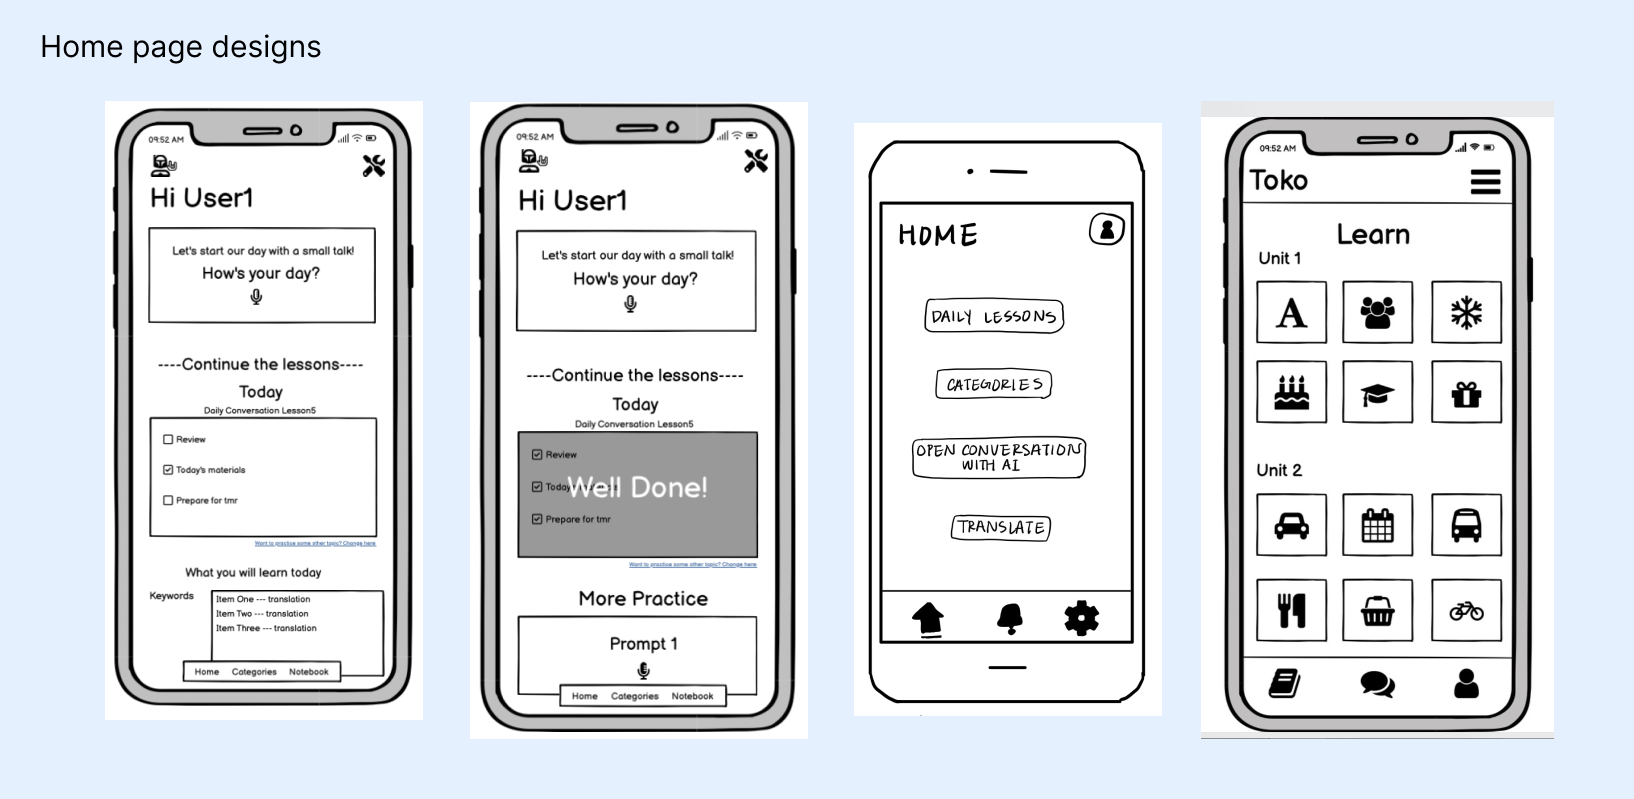 Home page designs
09:52 AM
Hi User1
Let's start our day with a small talk!
How's your day?
----Continue the lessons----
Today
Daily Conversation Lesson5
Review
Today's materials
Prepare for tmr
Want to practise some other topic? Change here
What you will learn today
Keywords
Item One --- translation
Item Two --- translation
Item Three --- translation
Home Categories Notebook
09:52 AM
Hi User1
Let's start our day with a small talk!
How's your day?
----Continue the lessons----
Today
Daily Conversation Lesson5
Review
Today
Well Done!
Prepare for tmr
Want to practise some other topic? Change here
More Practice
Prompt 1
Home Categories Notebook
HOME
DAILY LESSONS
CATEGORIES
OPEN CONVERSATION
WITH AI
TRANSLATE
09:52 AM
Toko
Learn
Unit 1
A
Unit 2